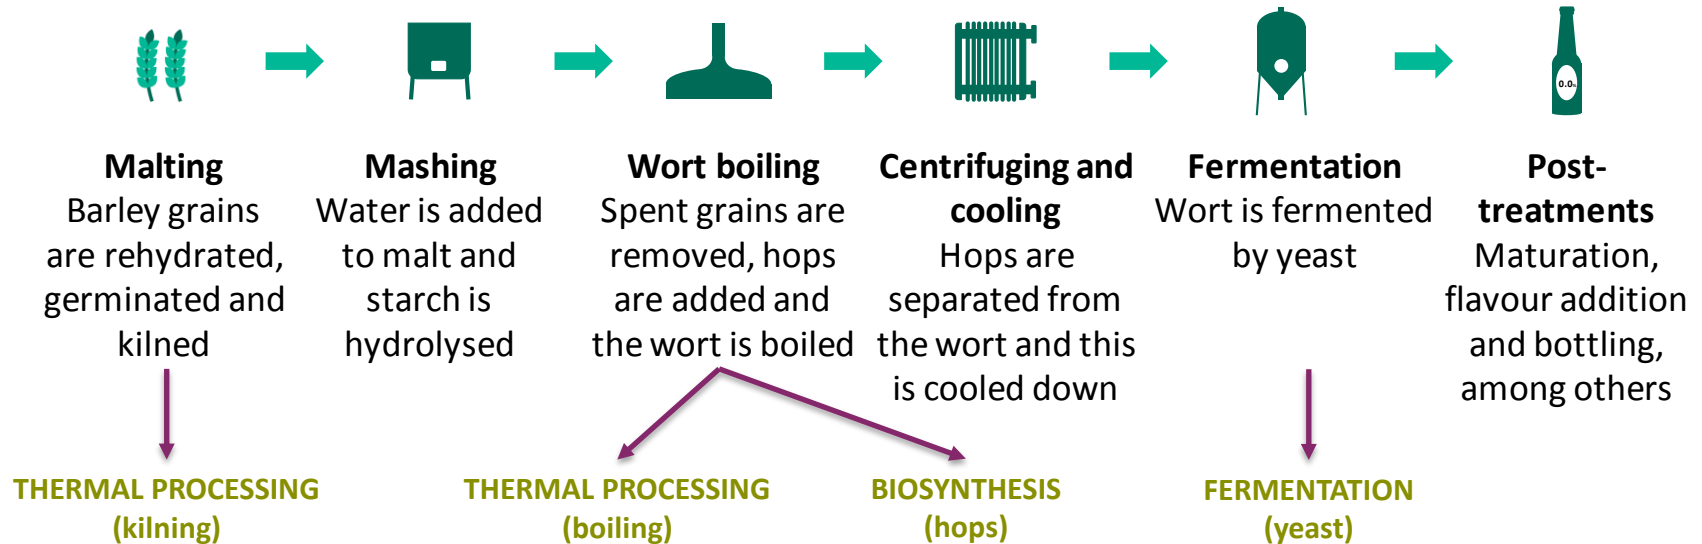 0.0%
Malting
Barley grains
are rehydrated,
germinated and
kilned
Mashing
Water is added
to malt and
starch is
hydrolysed
Wort boiling
Spent grains are
removed, hops
are added and
the wort is boiled
Centrifuging and
cooling
Hops are
separated from
the wort and this
is cooled down
Fermentation
Wort is fermented
by yeast
Post-
treatments
Maturation,
flavour addition
and bottling,
among others
THERMAL PROCESSING
(kilning)
THERMAL PROCESSING
(boiling)
BIOSYNTHESIS
(hops)
FERMENTATION
(yeast)